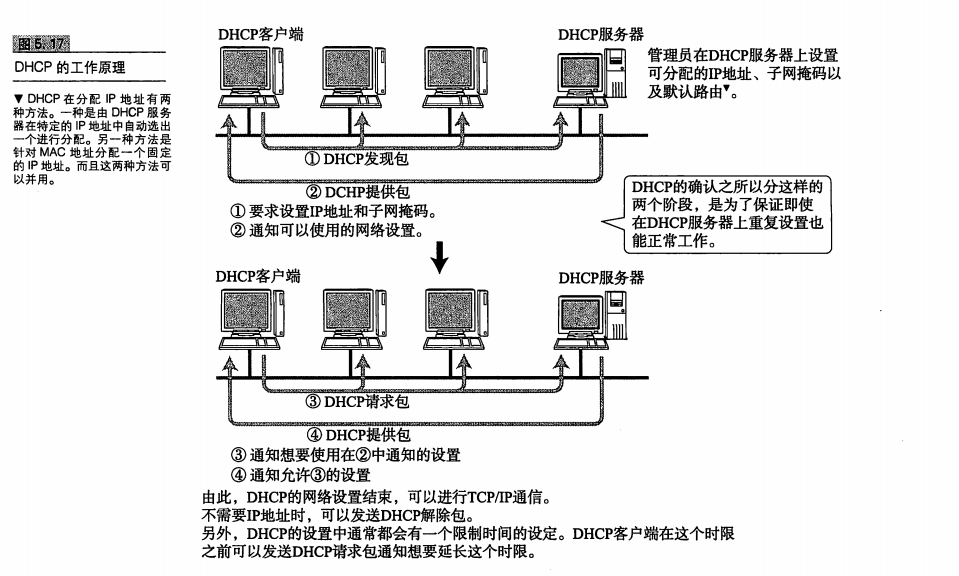 图5.17
DHCP 的工作原理
▼ DHCP 在分配 IP 地址有两
种方法。一种是由 DHCP 服务
器在特定的 IP 地址中自动选出
一个进行分配。另一种方法是
针对 MAC 地址分配一个固定
的 IP 地址。而且这两种方法可
以并用。
DHCP客户端
DHCP服务器
管理员在DHCP服务器上设置
可分配的IP地址、子网掩码以
及默认路由▼。
① DHCP发现包
② DCHP提供包
① 要求设置IP地址和子网掩码。
② 通知可以使用的网络设置。
DHCP的确认之所以分这样的
两个阶段，是为了保证即使
在DHCP服务器上重复设置也
能正常工作。
DHCP客户端
DHCP服务器
③ DHCP请求包
④ DHCP提供包
③ 通知想要使用在②中通知的设置
④ 通知允许③的设置
由此，DHCP的网络设置结束，可以进行TCP/IP通信。
不需要IP地址时，可以发送DHCP解除包。
另外，DHCP的设置中通常都会有一个限制时间的设定。DHCP客户端在这个时限
之前可以发送DHCP请求包通知想要延长这个时限。